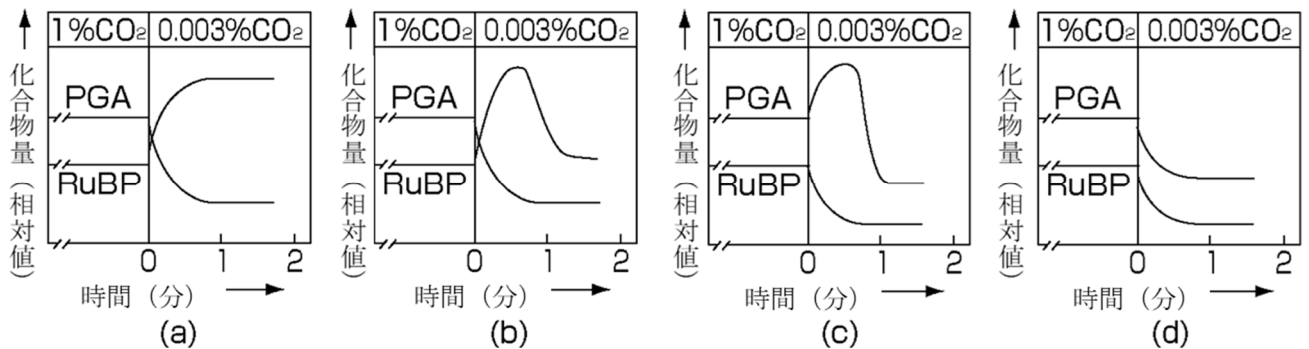 1%CO₂ 0.003%CO₂
化合物量（相対値）
PGA
RuBP
0 1 2
時間（分）
(a)
1%CO₂ 0.003%CO₂
化合物量（相対値）
PGA
RuBP
0 1 2
時間（分）
(b)
1%CO₂ 0.003%CO₂
化合物量（相対値）
PGA
RuBP
0 1 2
時間（分）
(c)
1%CO₂ 0.003%CO₂
化合物量（相対値）
PGA
RuBP
0 1 2
時間（分）
(d)